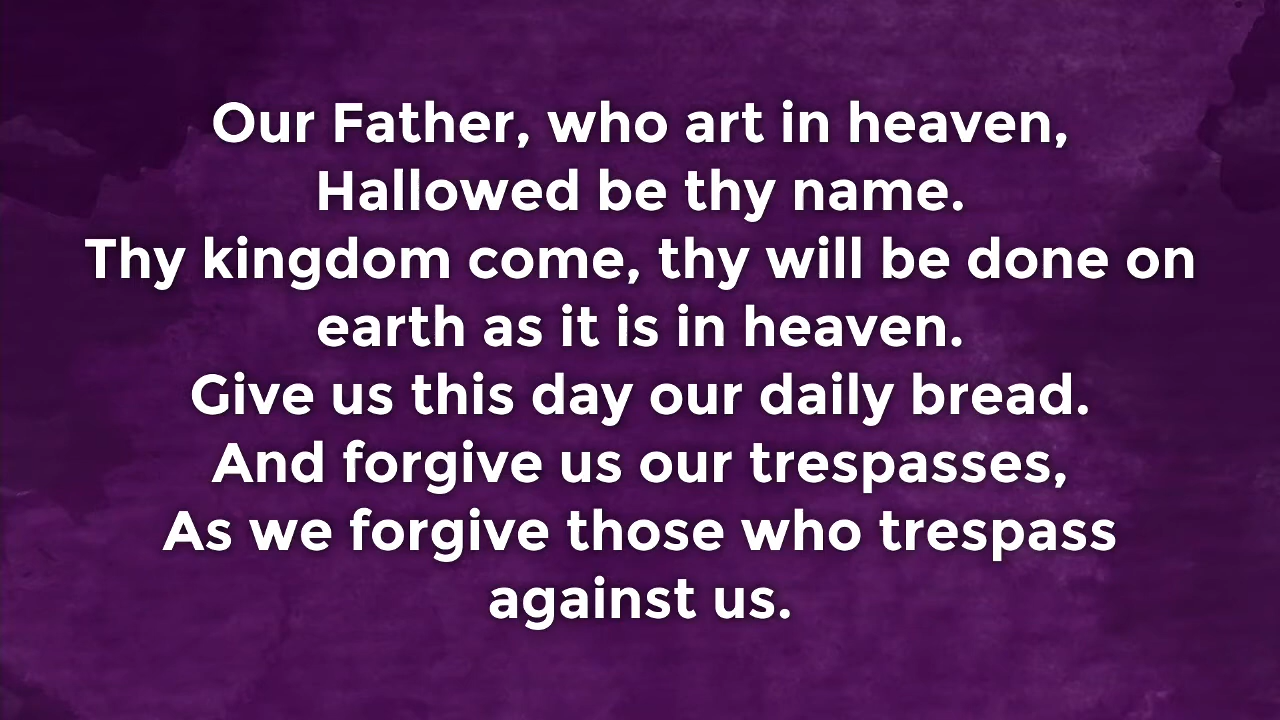 Our Father, who art in heaven,
Hallowed be thy name.
Thy kingdom come, thy will be done on
earth as it is in heaven.
Give us this day our daily bread.
And forgive us our trespasses,
As we forgive those who trespass
against us.